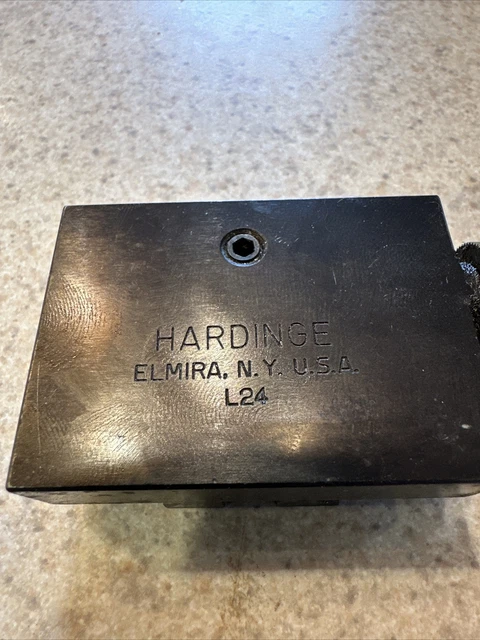 HARDINGE
ELMIRA, N.Y. U.S.A.
L24